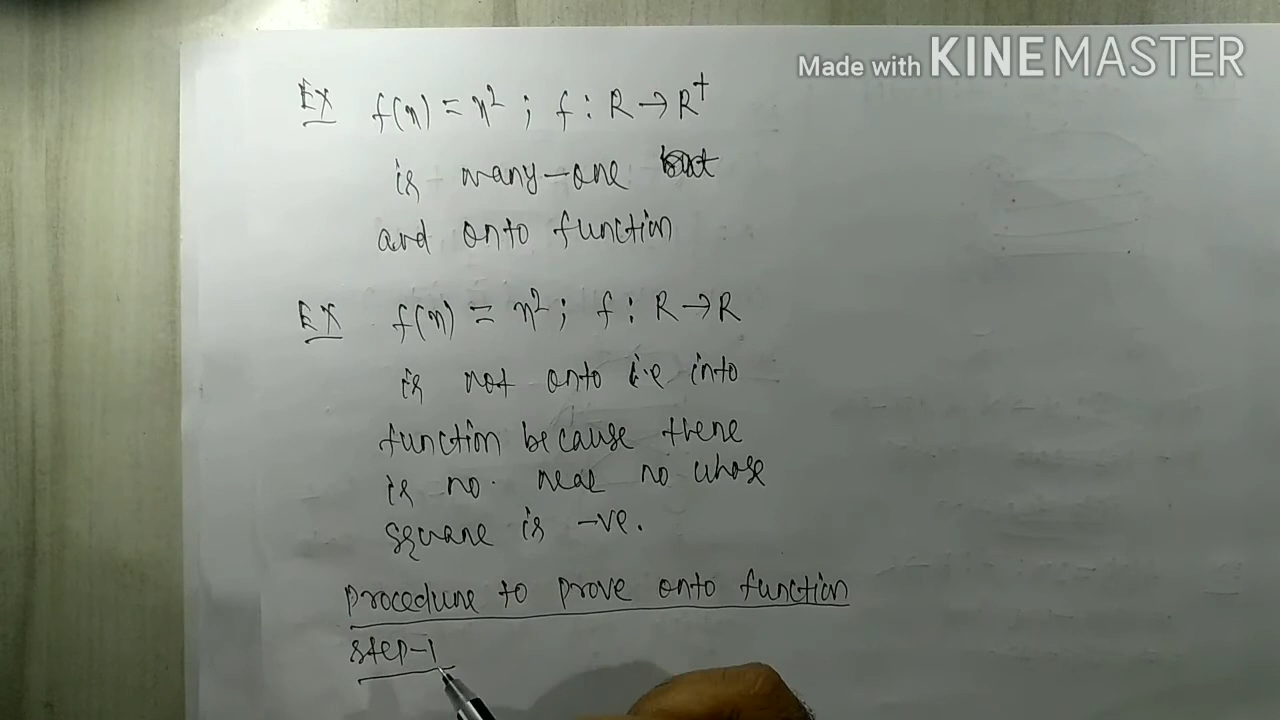 Made with KINEMASTER
Ex f(x) = x² ; f : R → R⁺
is many-one
and onto function
Ex f(x) = x² ; f : R → R
is not onto i.e into
function because there
is no. real no whose
square is -ve.
Procedure to prove onto function
Step-1